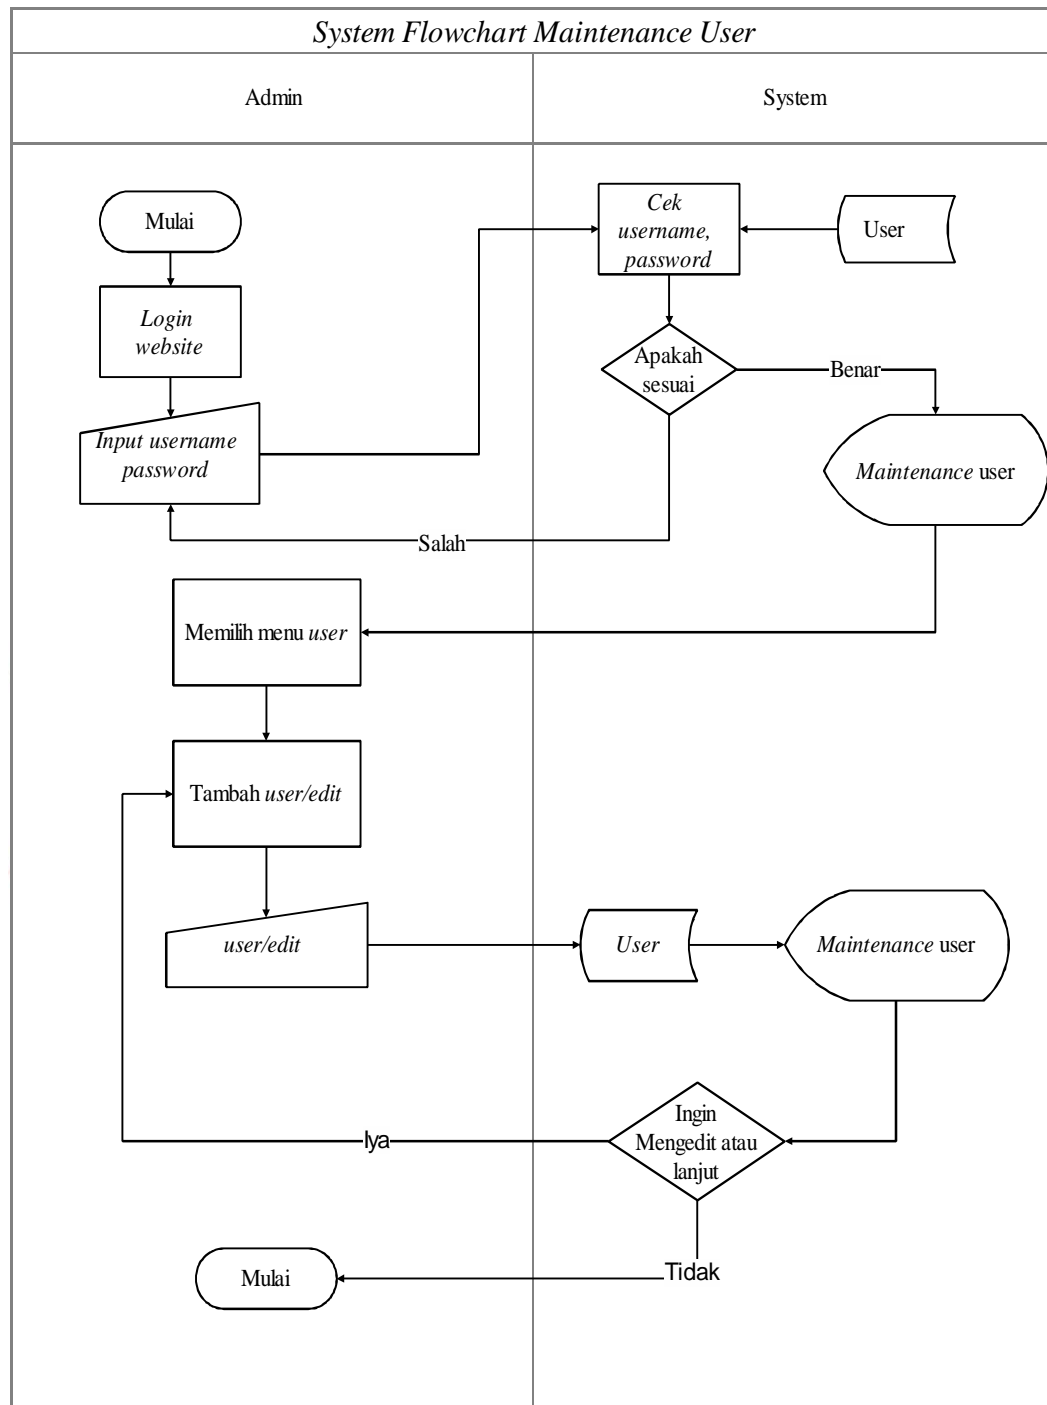 System Flowchart Maintenance User
Admin
System
Mulai
Cek
username,
password
User
Login
website
Apakah
sesuai
Benar
Input username
password
Maintenance user
Salah
Memilih menu user
Tambah user/edit
user/edit
User
Maintenance user
Ingin
Mengedit atau
lanjut
Iya
Tidak
Mulai